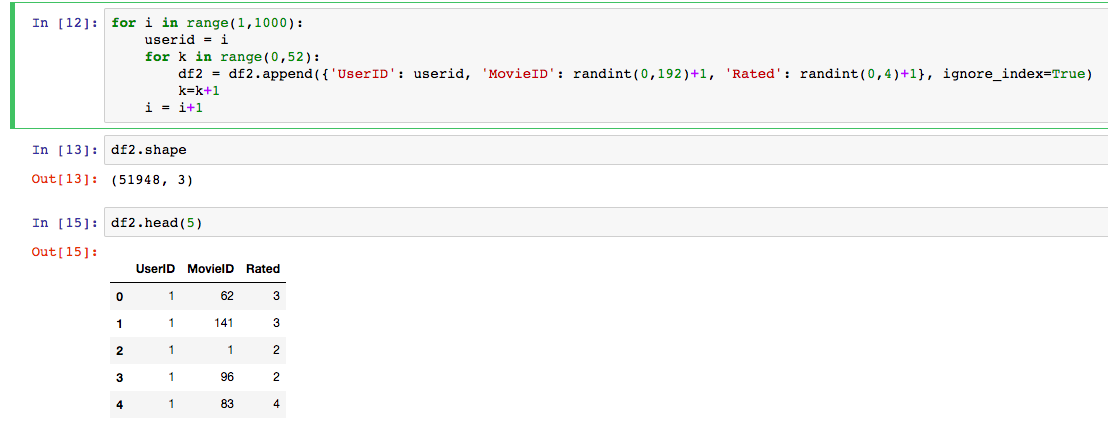 In [12]: for i in range(1,1000):
    userid = i
    for k in range(0,52):
        df2 = df2.append({'UserID': userid, 'MovieID': randint(0,192)+1, 'Rated': randint(0,4)+1}, ignore_index=True)
        k=k+1
    i = i+1
In [13]: df2.shape
Out[13]: (51948, 3)
In [15]: df2.head(5)
Out[15]:
UserID MovieID Rated
0 1 62 3
1 1 141 3
2 1 1 2
3 1 96 2
4 1 83 4